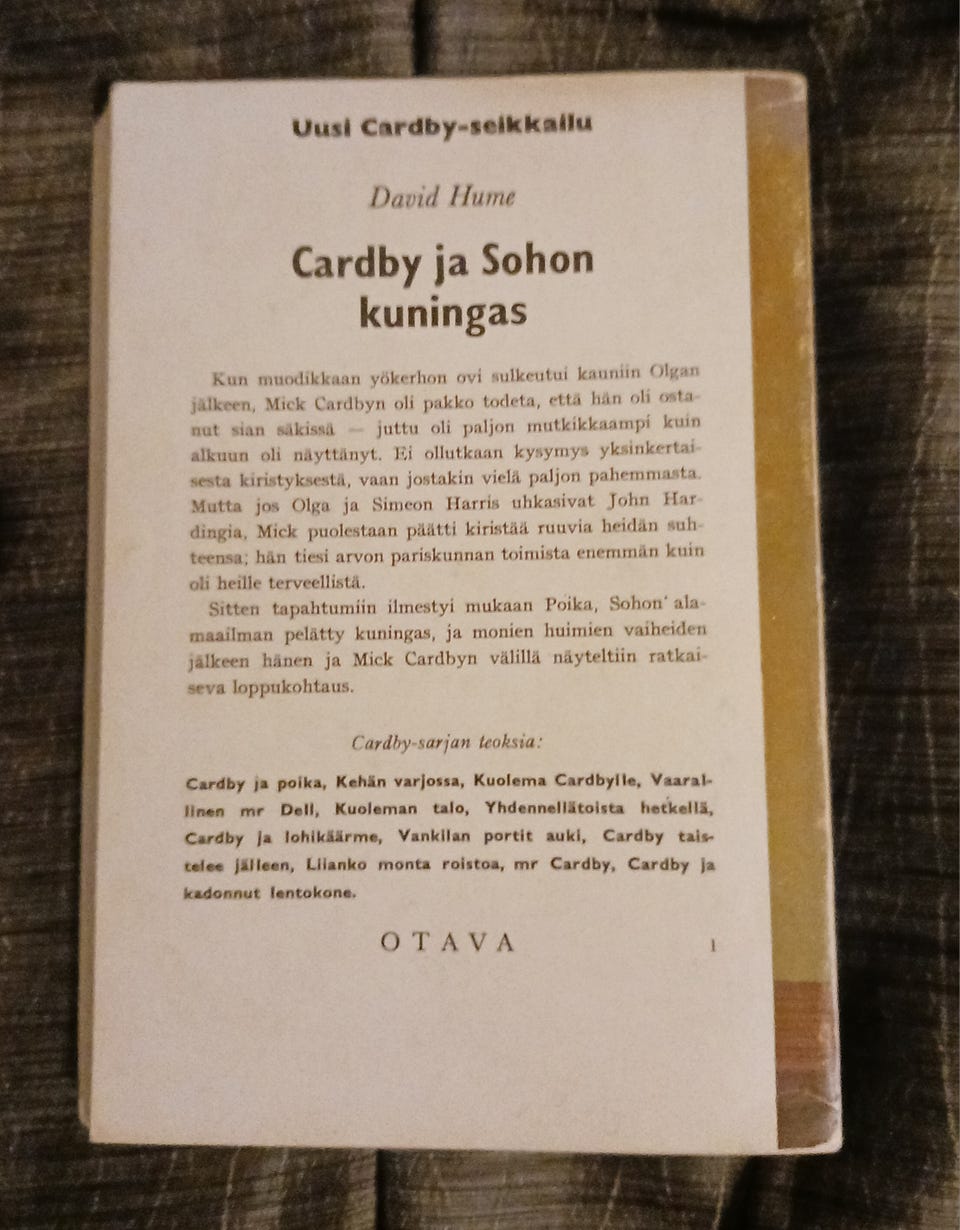 Uusi Cardby-seikkailu
David Hume
Cardby ja Sohon
kuningas
Kun muodikkaan yökerhon ovi sulkeutui kauniin Olgan
jälkeen, Mick Cardbyn oli pakko todeta, että hän oli osta-
nut sian säkissä — juttu oli paljon mutkikkaampi kuin
alkuun oli näyttänyt. Ei ollutkaan kysymys yksinkertai-
sesta kiristyksestä, vaan jostakin vielä paljon pahemmasta.
Mutta jos Olga ja Simeon Harris uhkasivat John Har-
dingia, Mick puolestaan päätti kiristää ruuvia heidän suh-
teensa; hän tiesi arvon pariskunnan toimista enemmän kuin
oli heille terveellistä.
Sitten tapahtumiin ilmestyi mukaan Poika, Sohon ala-
maailman pelätty kuningas, ja monien huimien vaiheiden
jälkeen hänen ja Mick Cardbyn välillä näyteltiin ratkai-
seva loppukohtaus.
Cardby-sarjan teoksia:
Cardby ja poika, Kehän varjossa, Kuolema Cardbylle, Vaaral-
linen mr Dell, Kuoleman talo, Yhdennellätoista hetkellä,
Cardby ja lohikäärme, Vankilan portit auki, Cardby tais-
telee jälleen, Liianko monta roistoa, mr Cardby, Cardby ja
kadonnut lentokone.
OTAVA 1